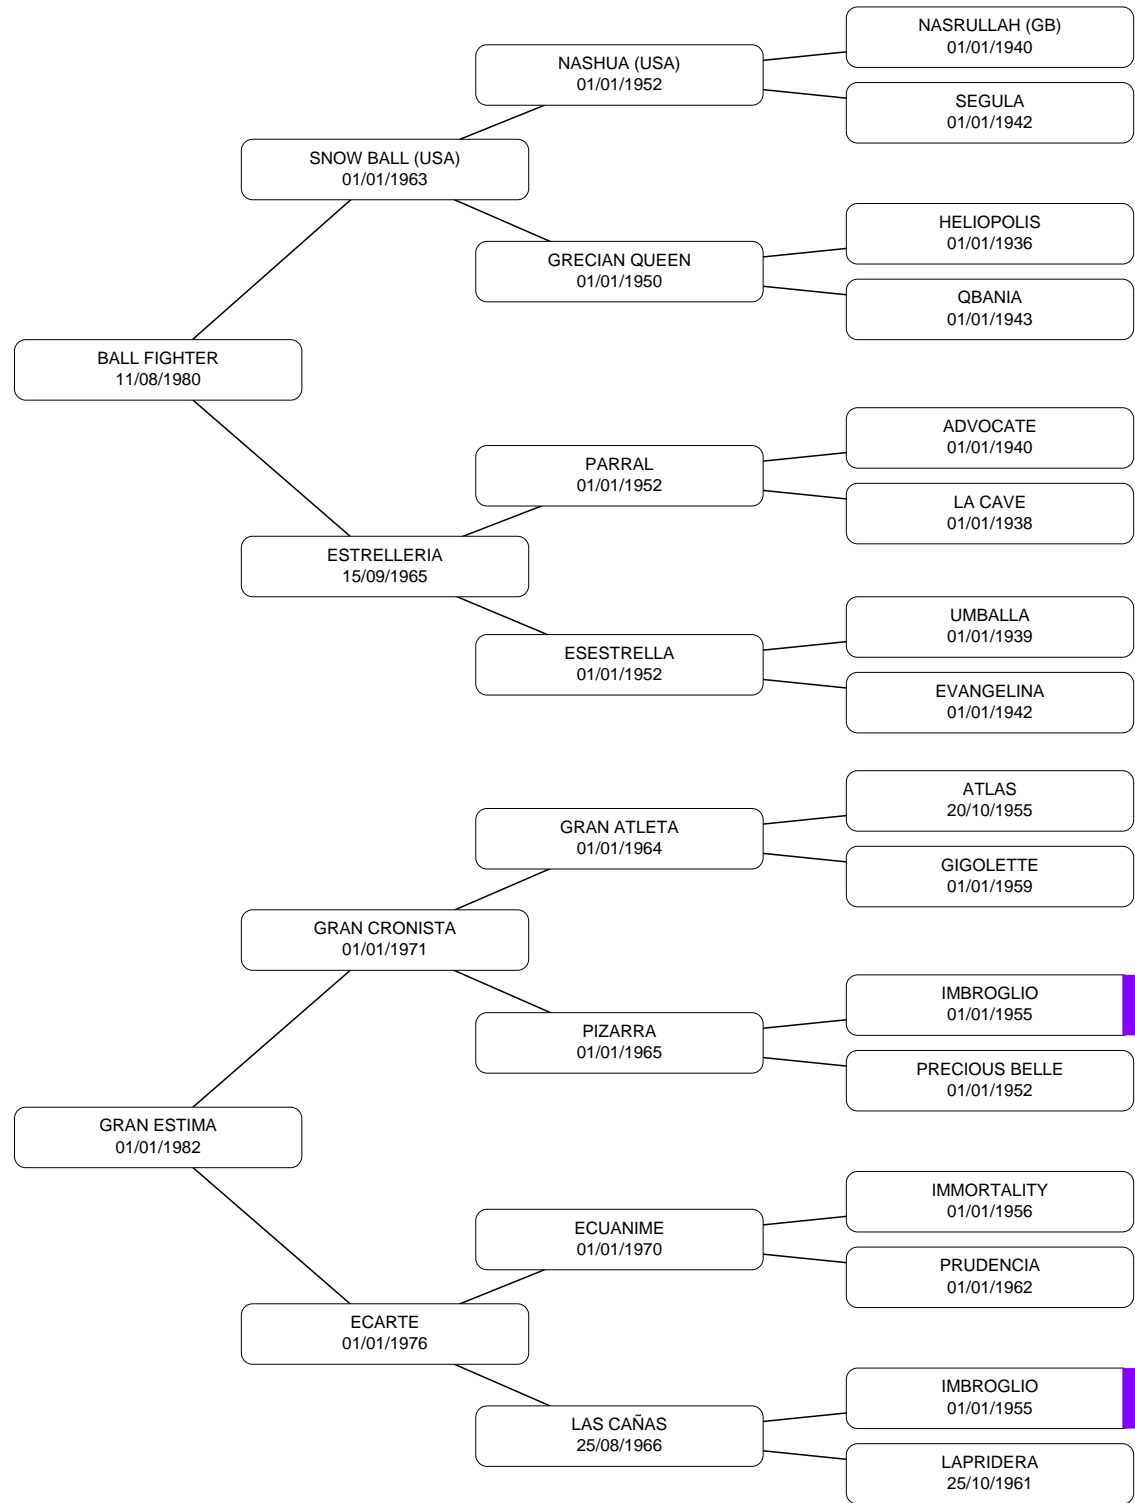 NASRULLAH (GB)
01/01/1940
NASHUA (USA)
01/01/1952
SEGULA
01/01/1942
SNOW BALL (USA)
01/01/1963
HELIOPOLIS
01/01/1936
GRECIAN QUEEN
01/01/1950
QBANIA
01/01/1943
BALL FIGHTER
11/08/1980
ADVOCATE
01/01/1940
PARRAL
01/01/1952
LA CAVE
01/01/1938
ESTRELLERIA
15/09/1965
UMBALLA
01/01/1939
ESESTRELLA
01/01/1952
EVANGELINA
01/01/1942
ATLAS
20/10/1955
GRAN ATLETA
01/01/1964
GIGOLETTE
01/01/1959
GRAN CRONISTA
01/01/1971
IMBROGLIO
01/01/1955
PIZARRA
01/01/1965
PRECIOUS BELLE
01/01/1952
GRAN ESTIMA
01/01/1982
IMMORTALITY
01/01/1956
ECUANIME
01/01/1970
PRUDENCIA
01/01/1962
ECARTE
01/01/1976
IMBROGLIO
01/01/1955
LAS CAÑAS
25/08/1966
LAPRIDERA
25/10/1961